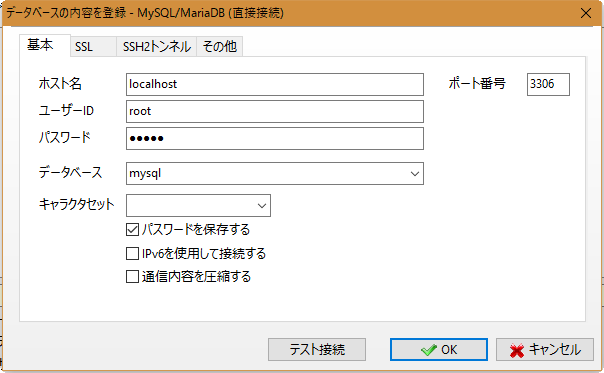 データベースの内容を登録 - MySQL/MariaDB (直接接続)
基本 SSL SSH2トンネル その他
ホスト名 localhost ポート番号 3306
ユーザーID root
パスワード ●●●●●
データベース mysql
キャラクタセット
パスワードを保存する
IPv6を使用して接続する
通信内容を圧縮する
テスト接続 OK キャンセル